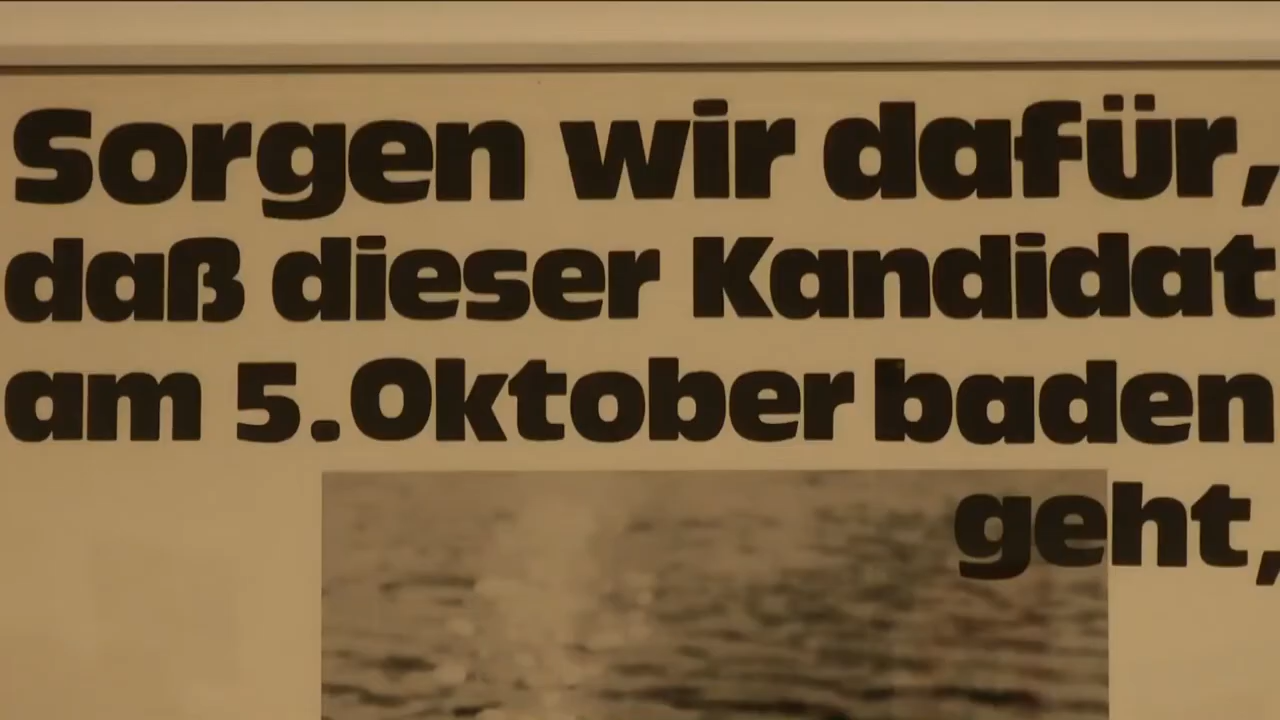 Sorgen wir dafür,
daß dieser Kandidat
am 5. Oktober baden
geht,